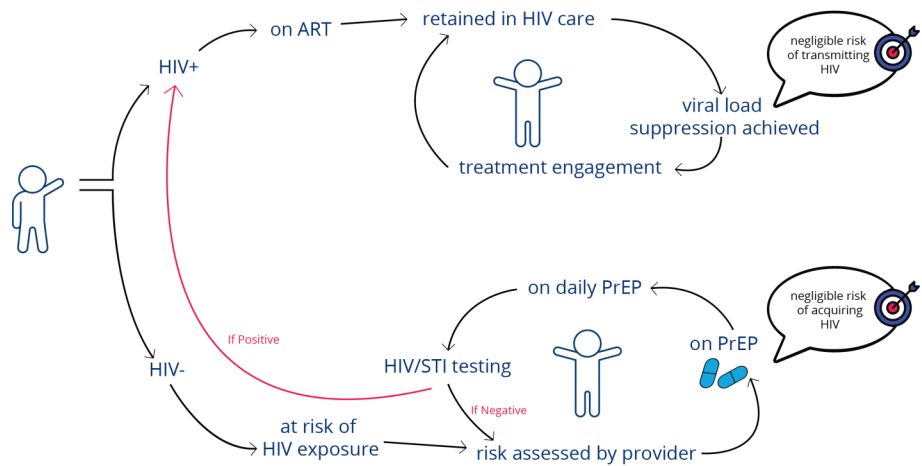 on ART
retained in HIV care
negligible risk
of transmitting
HIV
HIV+
viral load
suppression achieved
treatment engagement
on daily PrEP
negligible risk
of acquiring
HIV
If Positive
on PrEP
HIV-
HIV/STI testing
If Negative
at risk of
HIV exposure
risk assessed by provider